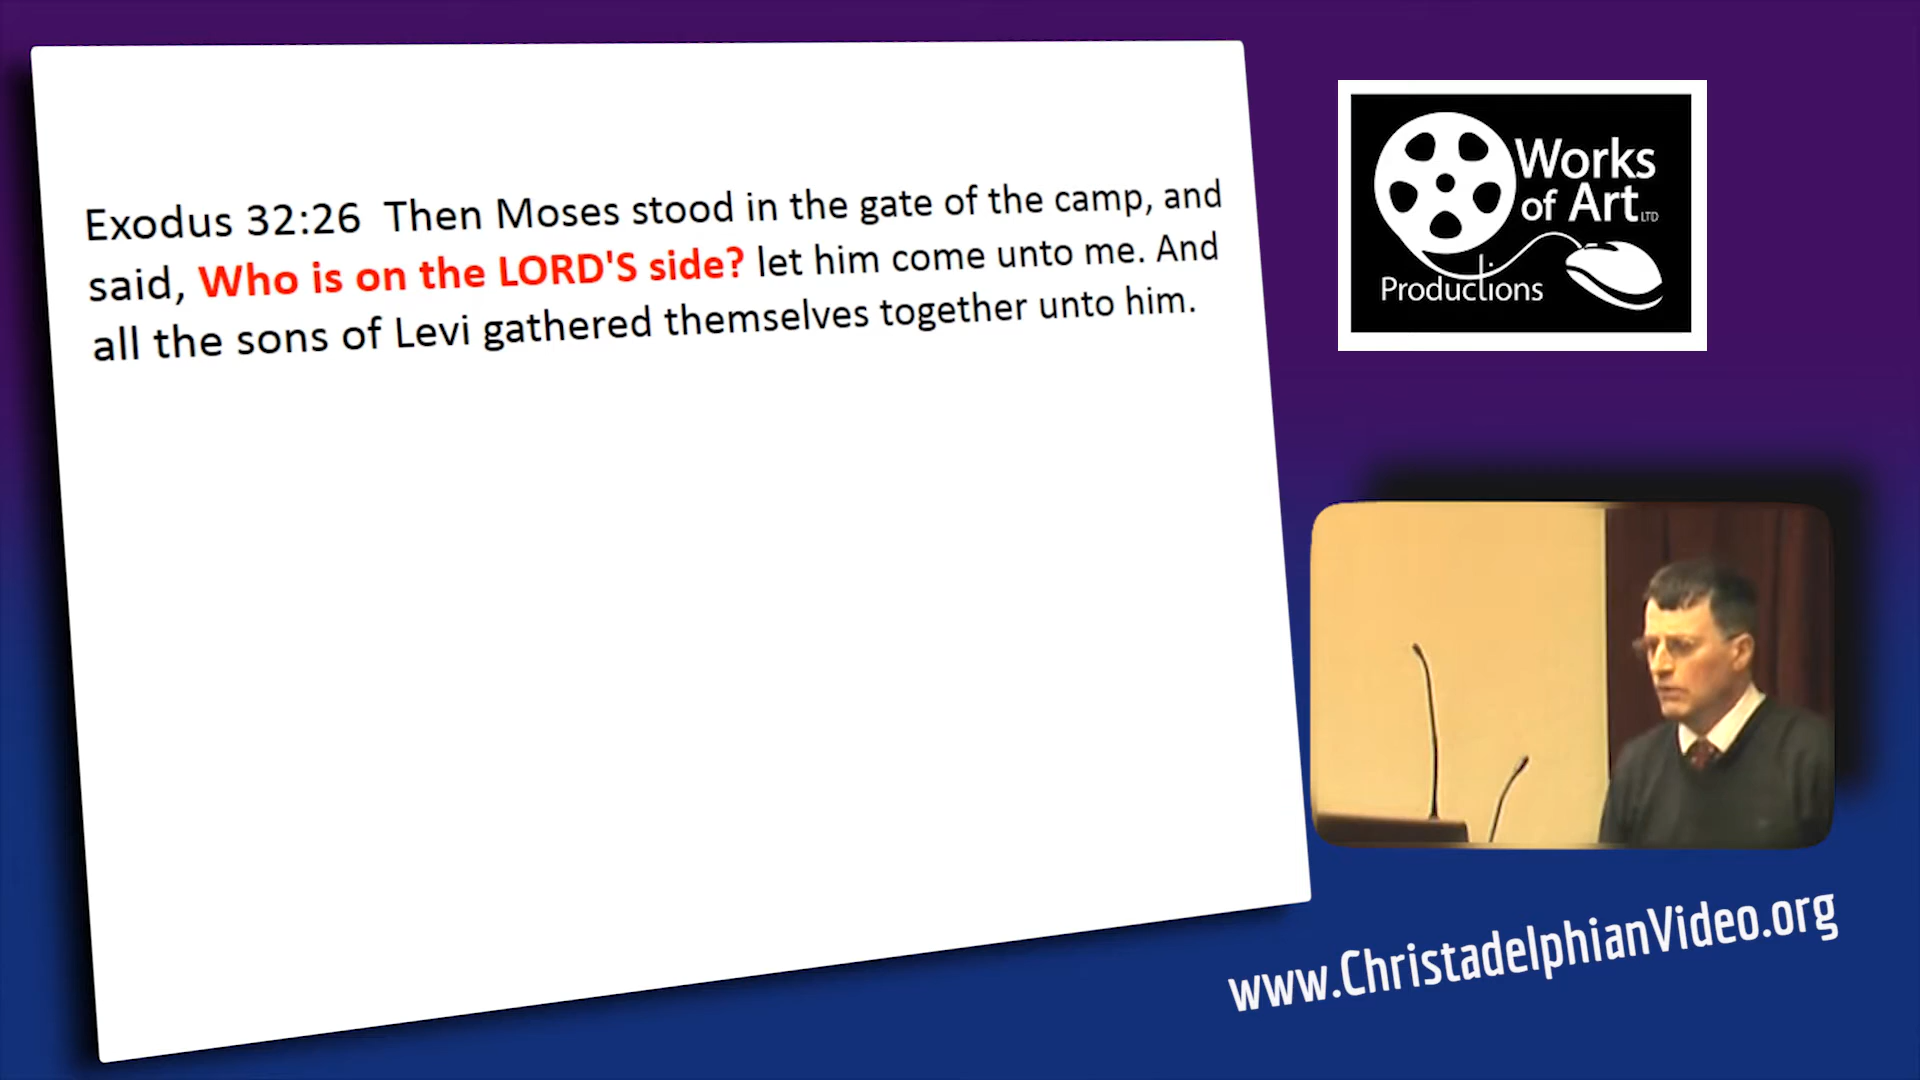 Exodus 32:26  Then Moses stood in the gate of the camp, and
said, Who is on the LORD'S side? let him come unto me. And
all the sons of Levi gathered themselves together unto him.
Works
of Art LTD
Productions
www.ChristadelphianVideo.org